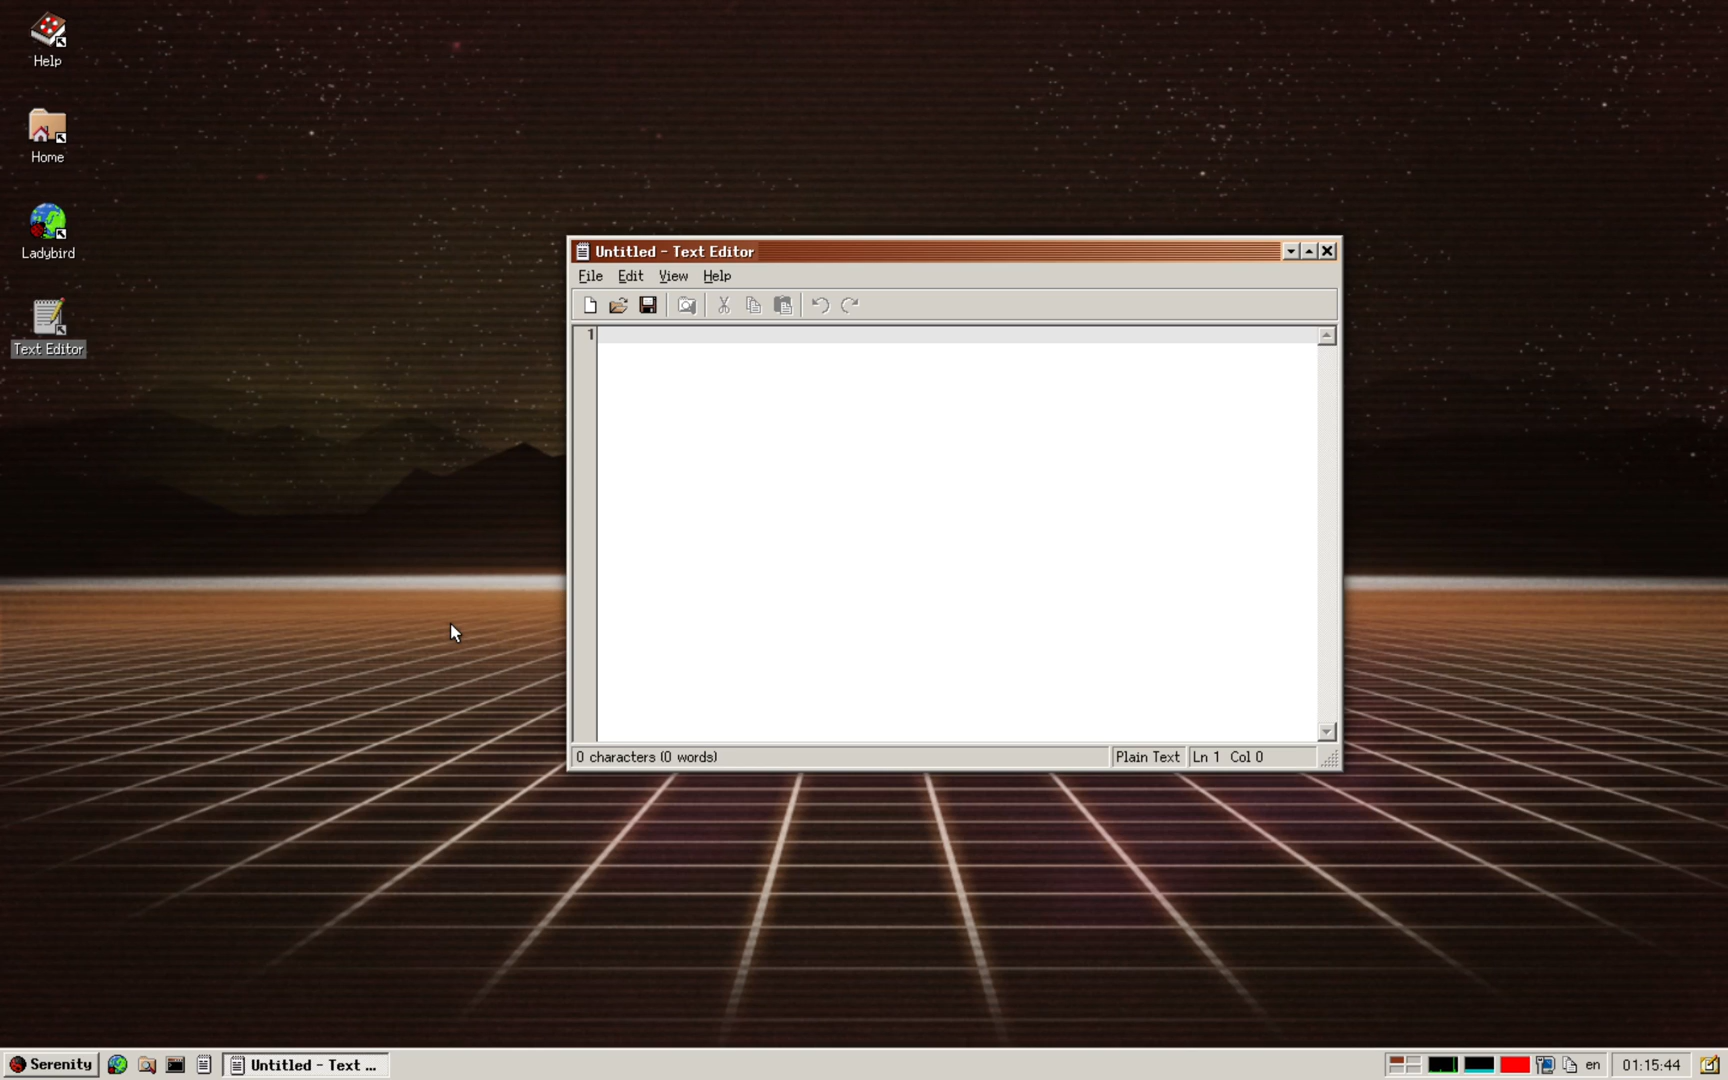 Help
Home
Ladybird
Text Editor
Untitled - Text Editor
File Edit View Help
1
0 characters (0 words) Plain Text Ln 1 Col 0
Serenity Untitled - Text ... en 01:15:44